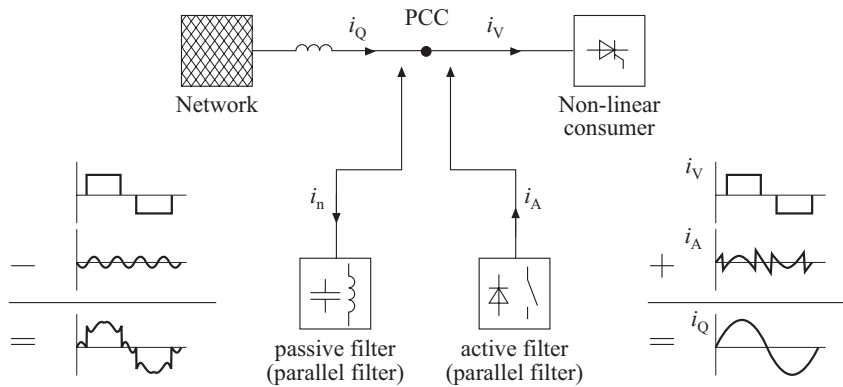 PCC
i_Q
i_V
Network
Non-linear
consumer
i_n
i_A
i_V
i_A
−
+
=
i_Q
=
passive filter
(parallel filter)
active filter
(parallel filter)